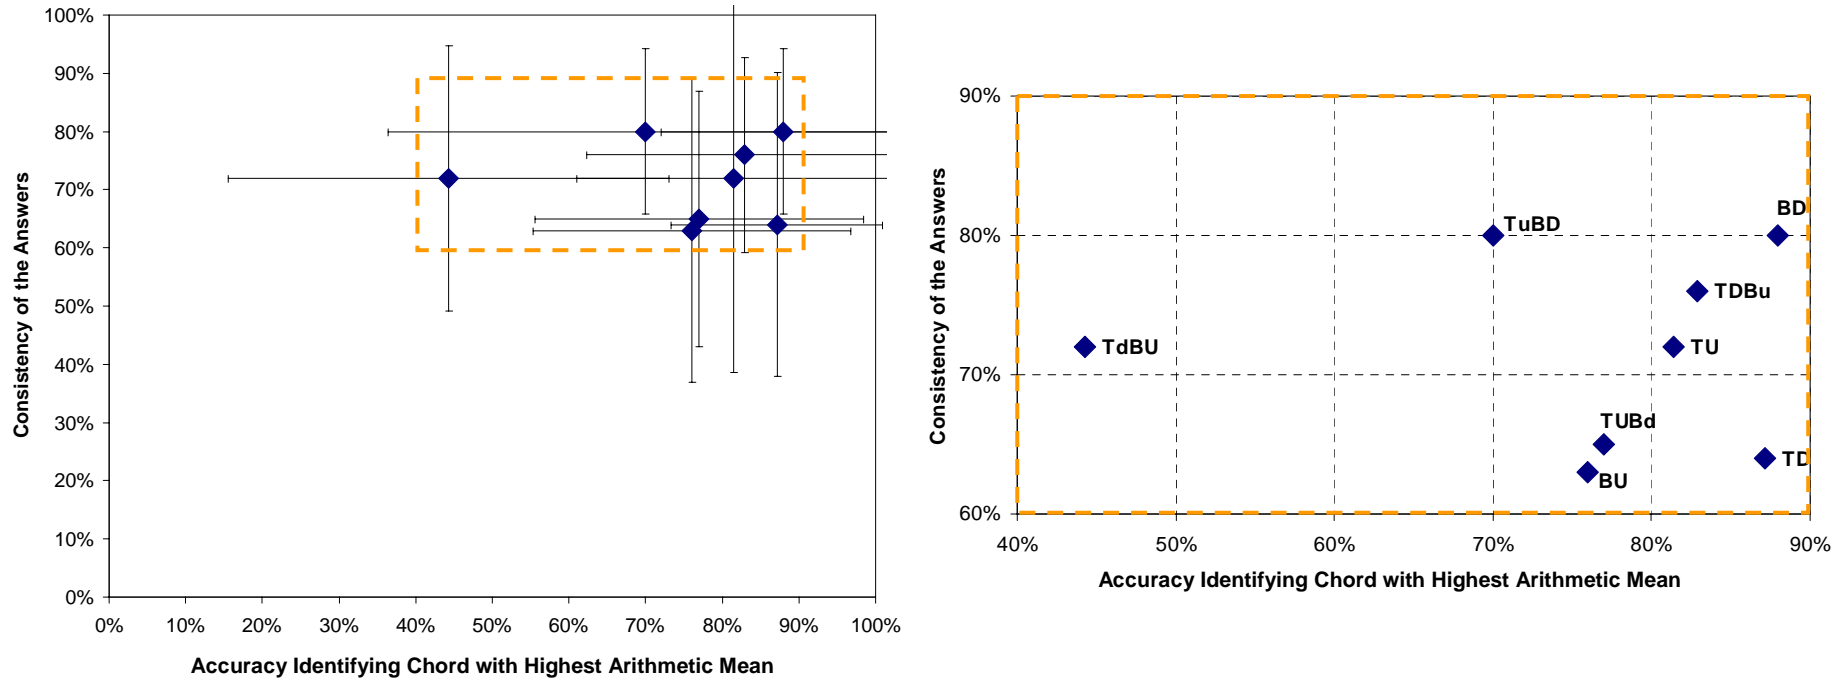 100%
90%
80%
70%
60%
50%
40%
30%
20%
10%
0%
Consistency of the Answers
0% 10% 20% 30% 40% 50% 60% 70% 80% 90% 100%
Accuracy Identifying Chord with Highest Arithmetic Mean
90%
80%
70%
60%
Consistency of the Answers
BD
TuBD
TDBu
TdBU
TU
TUBd
TD
BU
40% 50% 60% 70% 80% 90%
Accuracy Identifying Chord with Highest Arithmetic Mean